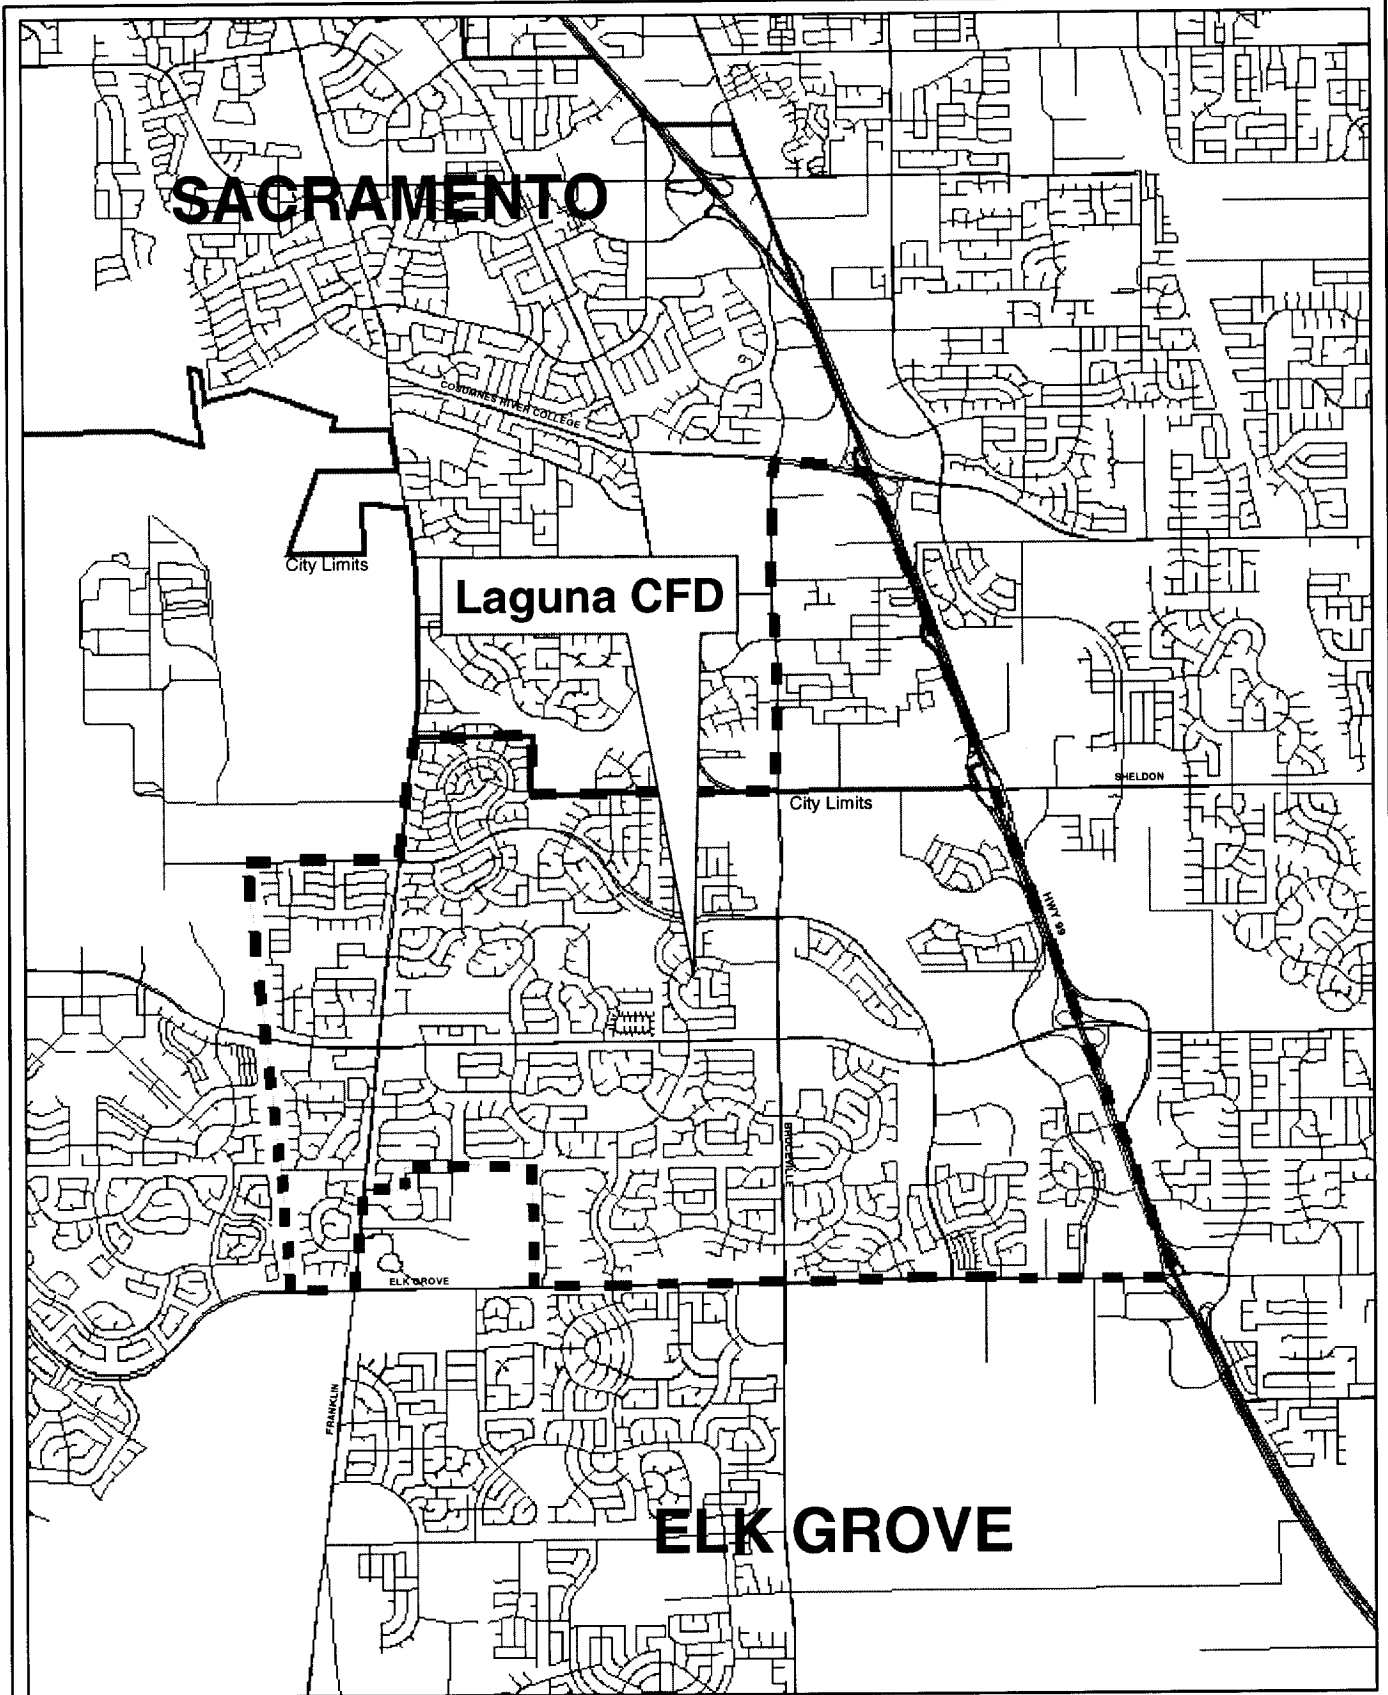 SACRAMENTO
COSUMNES RIVER COLLEGE
City Limits
Laguna CFD
SHELDON
City Limits
HWY 99
BRUCEVILLE
ELK GROVE
FRANKLIN
ELK GROVE